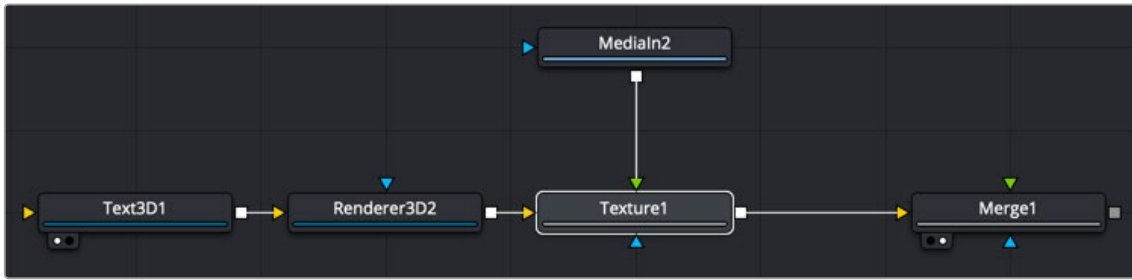 MediaIn2
Text3D1
Renderer3D2
Texture1
Merge1